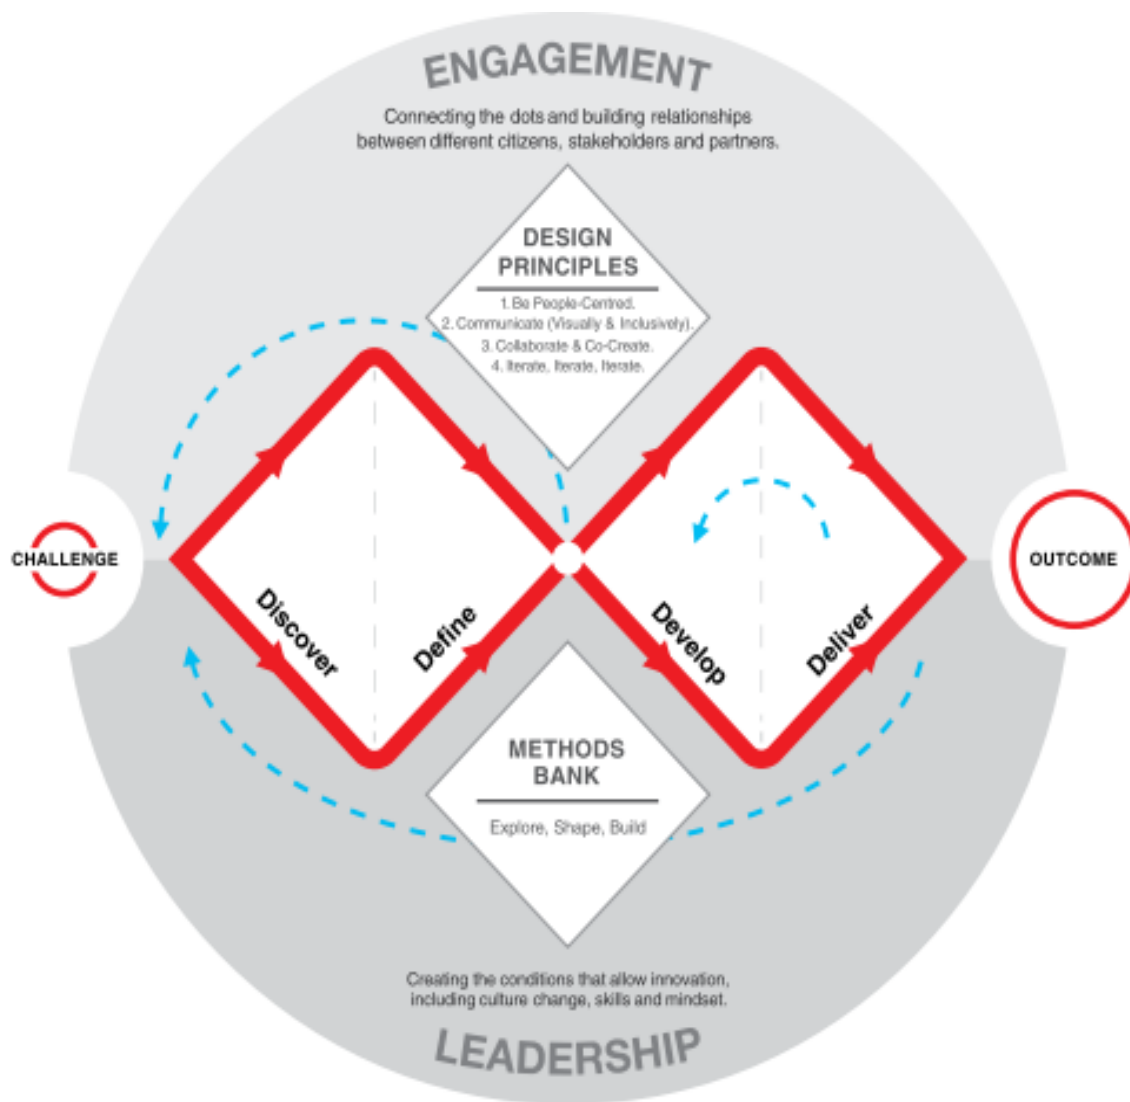 ENGAGEMENT
Connecting the dots and building relationships
between different citizens, stakeholders and partners.
DESIGN
PRINCIPLES
1. Be People-Centred.
2. Communicate (Visually & Inclusively).
3. Collaborate & Co-Create.
4. Iterate, Iterate, Iterate.
CHALLENGE
OUTCOME
Discover
Define
Develop
Deliver
METHODS
BANK
Explore, Shape, Build
Creating the conditions that allow innovation,
including culture change, skills and mindset.
LEADERSHIP